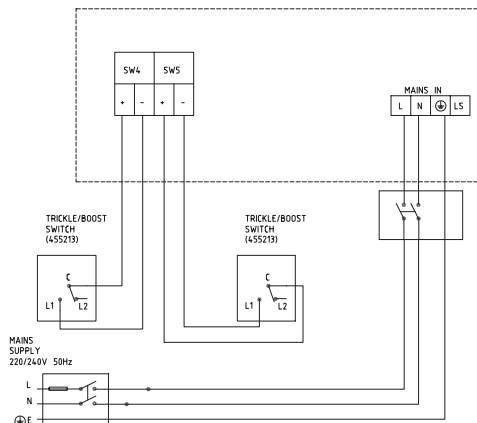 SW4 SW5
+ - + -
MAINS IN
L N LS
TRICKLE/BOOST
SWITCH
(455213)
C
L1 L2
TRICKLE/BOOST
SWITCH
(455213)
C
L1 L2
MAINS
SUPPLY
220/240V 50Hz
L
N
E